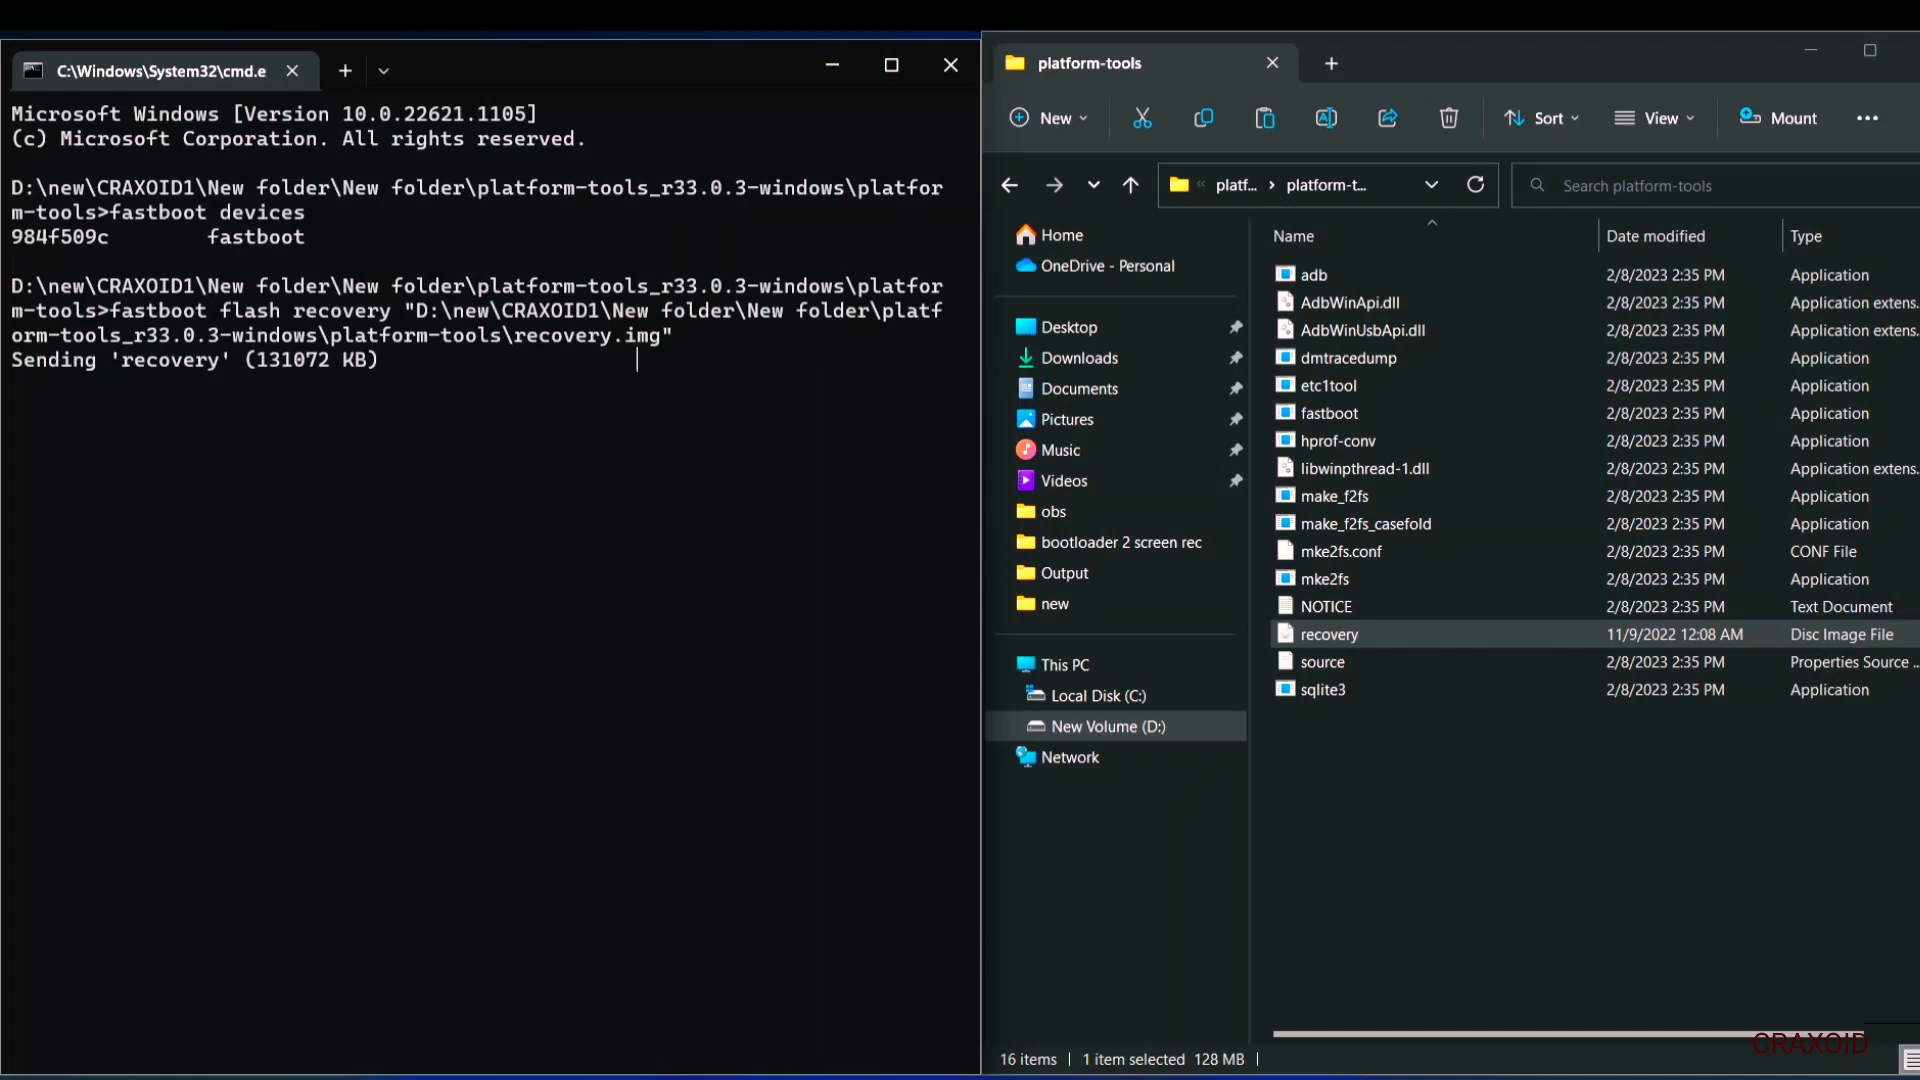 C:\Windows\System32\cmd.e
Microsoft Windows [Version 10.0.22621.1105]
(c) Microsoft Corporation. All rights reserved.
D:\new\CRAXOID1\New folder\New folder\platform-tools_r33.0.3-windows\platfor
m-tools>fastboot devices
984f509c        fastboot
D:\new\CRAXOID1\New folder\New folder\platform-tools_r33.0.3-windows\platfor
m-tools>fastboot flash recovery "D:\new\CRAXOID1\New folder\New folder\platf
orm-tools_r33.0.3-windows\platform-tools\recovery.img"
Sending 'recovery' (131072 KB)
platform-tools
New
Sort
View
Mount
platf... › platform-t...
Search platform-tools
Home
OneDrive - Personal
Desktop
Downloads
Documents
Pictures
Music
Videos
obs
bootloader 2 screen rec
Output
new
This PC
Local Disk (C:)
New Volume (D:)
Network
Name Date modified Type
adb 2/8/2023 2:35 PM Application
AdbWinApi.dll 2/8/2023 2:35 PM Application extens...
AdbWinUsbApi.dll 2/8/2023 2:35 PM Application extens...
dmtracedump 2/8/2023 2:35 PM Application
etc1tool 2/8/2023 2:35 PM Application
fastboot 2/8/2023 2:35 PM Application
hprof-conv 2/8/2023 2:35 PM Application
libwinpthread-1.dll 2/8/2023 2:35 PM Application extens...
make_f2fs 2/8/2023 2:35 PM Application
make_f2fs_casefold 2/8/2023 2:35 PM Application
mke2fs.conf 2/8/2023 2:35 PM CONF File
mke2fs 2/8/2023 2:35 PM Application
NOTICE 2/8/2023 2:35 PM Text Document
recovery 11/9/2022 12:08 AM Disc Image File
source 2/8/2023 2:35 PM Properties Source ...
sqlite3 2/8/2023 2:35 PM Application
16 items 1 item selected 128 MB
CRAXOID